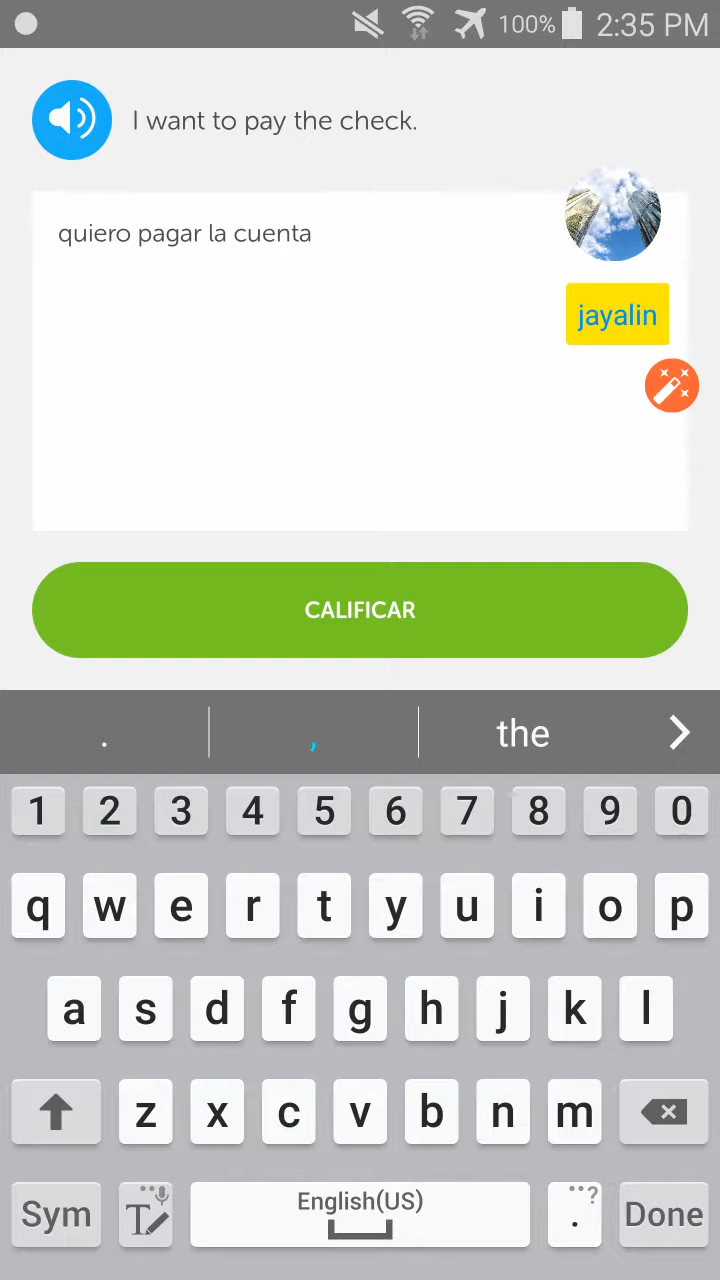 100% 2:35 PM
I want to pay the check.
quiero pagar la cuenta
jayalin
CALIFICAR
. , the
1 2 3 4 5 6 7 8 9 0
q w e r t y u i o p
a s d f g h j k l
z x c v b n m
Sym T English(US) . ? Done